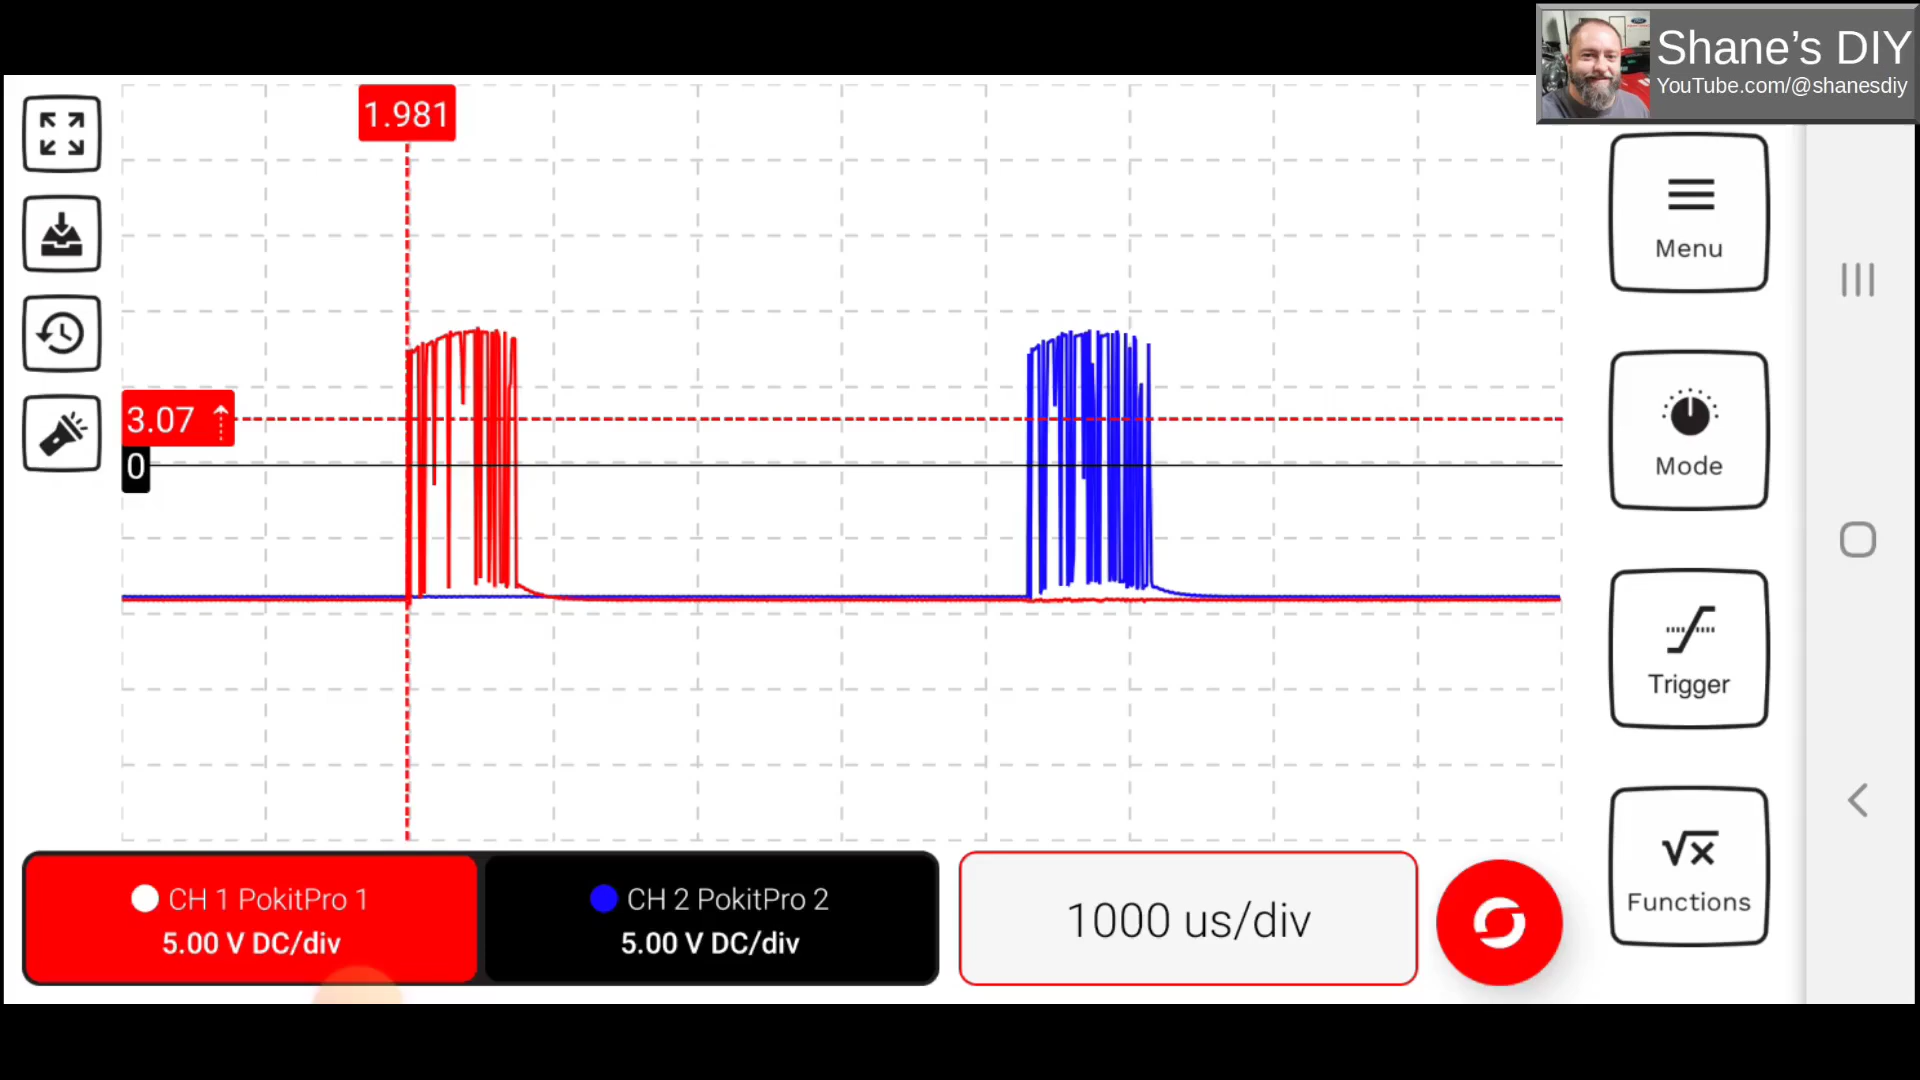 Shane’s DIY
YouTube.com/@shanesdiy
1.981
Menu
3.07
0
Mode
Trigger
Functions
CH 1 PokitPro 1
5.00 V DC/div
CH 2 PokitPro 2
5.00 V DC/div
1000 us/div
√x